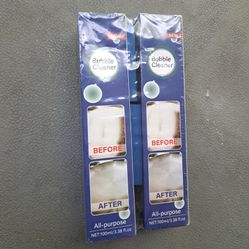 Bubble
Cleaner
BEFORE
AFTER
All-purpose
NET:100ml/3.38 fl.oz
Bubble
Cleaner
BEFORE
AFTER
All-purpose
NET:100ml/3.38 fl.oz